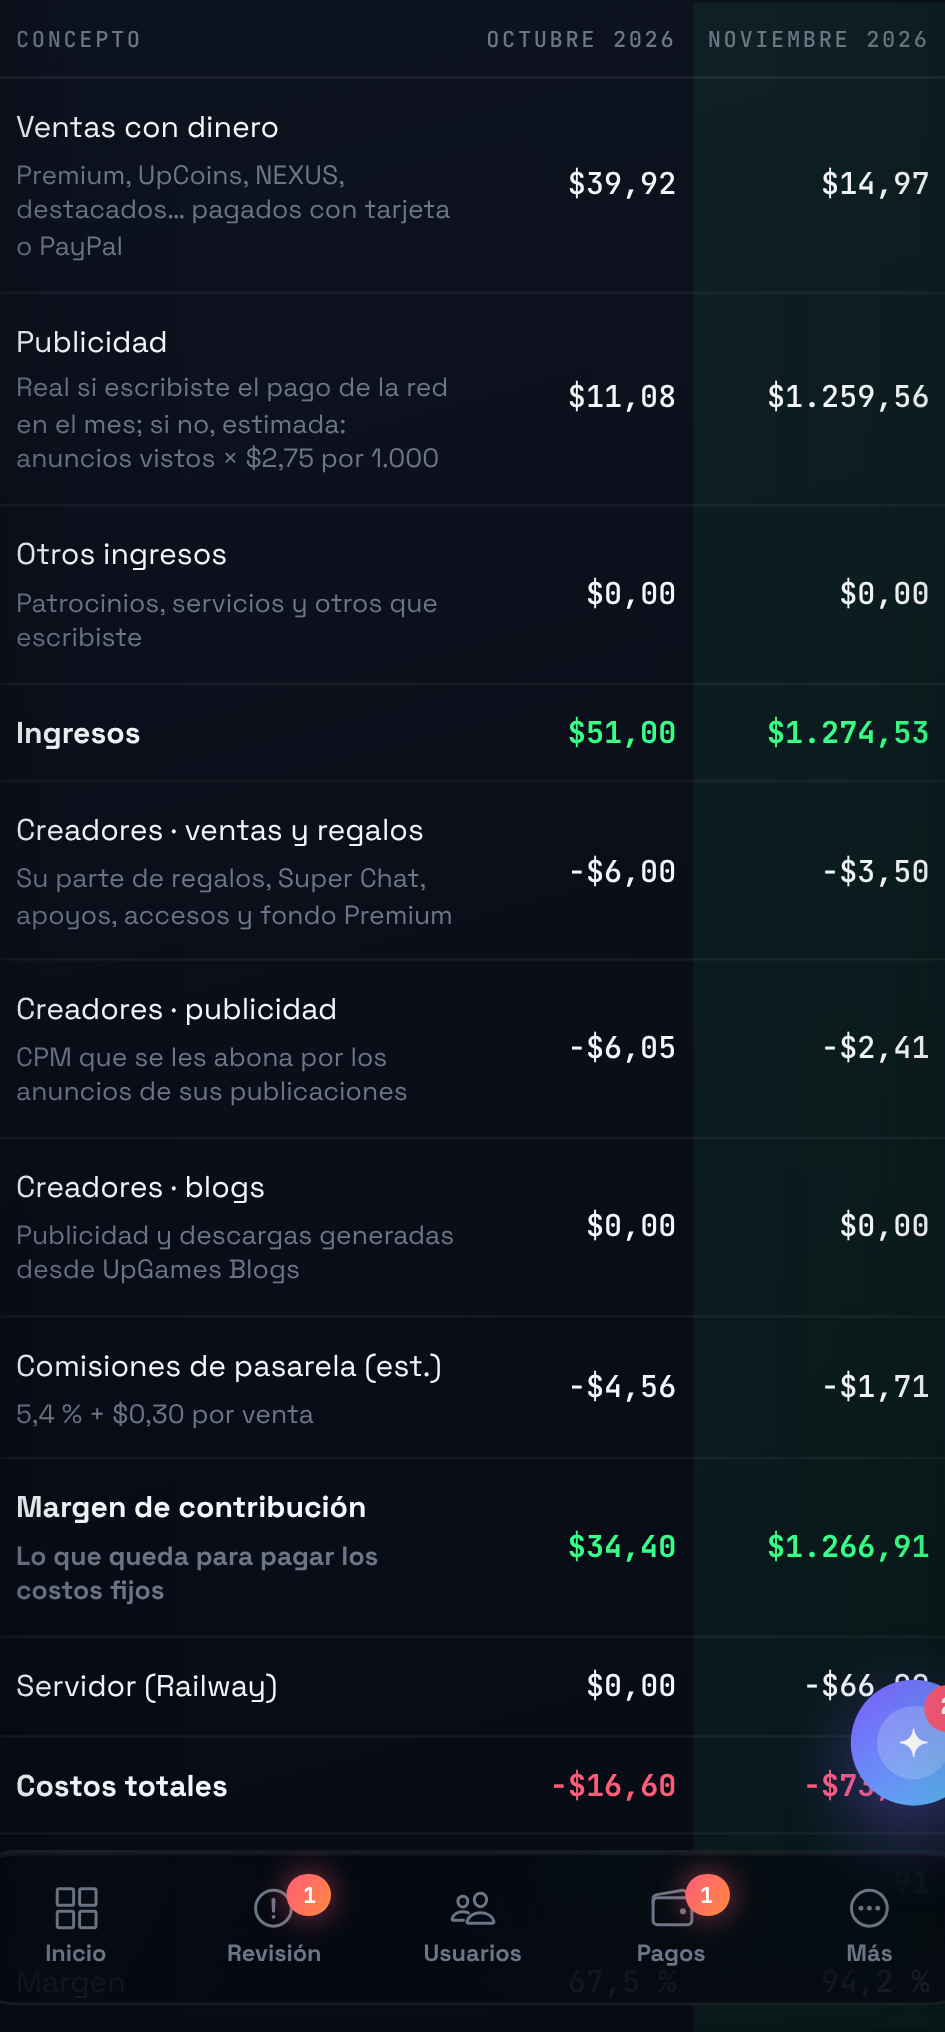 CONCEPTO OCTUBRE 2026 NOVIEMBRE 2026
Ventas con dinero
Premium, UpCoins, NEXUS,
destacados... pagados con tarjeta
o PayPal
$39,92 $14,97
Publicidad
Real si escribiste el pago de la red
en el mes; si no, estimada:
anuncios vistos × $2,75 por 1.000
$11,08 $1.259,56
Otros ingresos
Patrocinios, servicios y otros que
escribiste
$0,00 $0,00
Ingresos $51,00 $1.274,53
Creadores · ventas y regalos
Su parte de regalos, Super Chat,
apoyos, accesos y fondo Premium
-$6,00 -$3,50
Creadores · publicidad
CPM que se les abona por los
anuncios de sus publicaciones
-$6,05 -$2,41
Creadores · blogs
Publicidad y descargas generadas
desde UpGames Blogs
$0,00 $0,00
Comisiones de pasarela (est.)
5,4 % + $0,30 por venta
-$4,56 -$1,71
Margen de contribución
Lo que queda para pagar los
costos fijos
$34,40 $1.266,91
Servidor (Railway) $0,00 -$66
Costos totales -$16,60 -$73
1 1
Inicio Revisión Usuarios Pagos Más
Margen 67,5 % 94,2 %